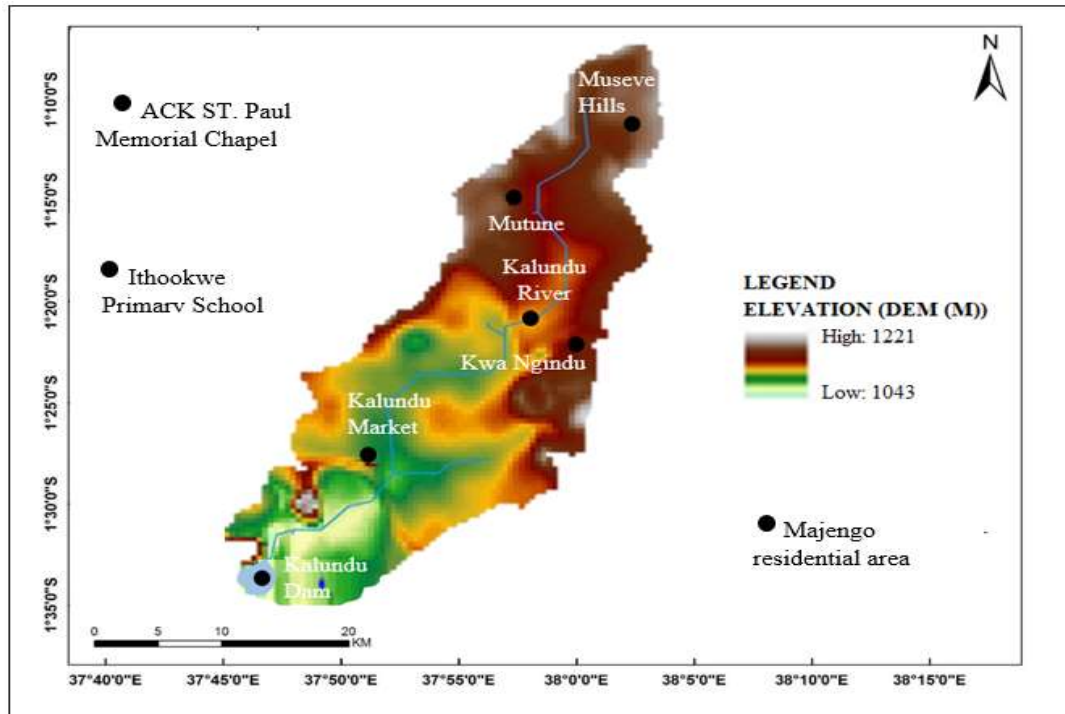 N
Museve
Hills
ACK ST. Paul
Memorial Chapel
Mutune
Kalundu
River
Ithookwe
Primary School
LEGEND
ELEVATION (DEM (M))
High: 1221
Low: 1043
Kwa Ngindu
Kalundu
Market
Majengo
residential area
Kalundu
Dam
0 5 10 20
KM
1°10'0"S
1°15'0"S
1°20'0"S
1°25'0"S
1°30'0"S
1°35'0"S
37°40'0"E 37°45'0"E 37°50'0"E 37°55'0"E 38°0'0"E 38°5'0"E 38°10'0"E 38°15'0"E